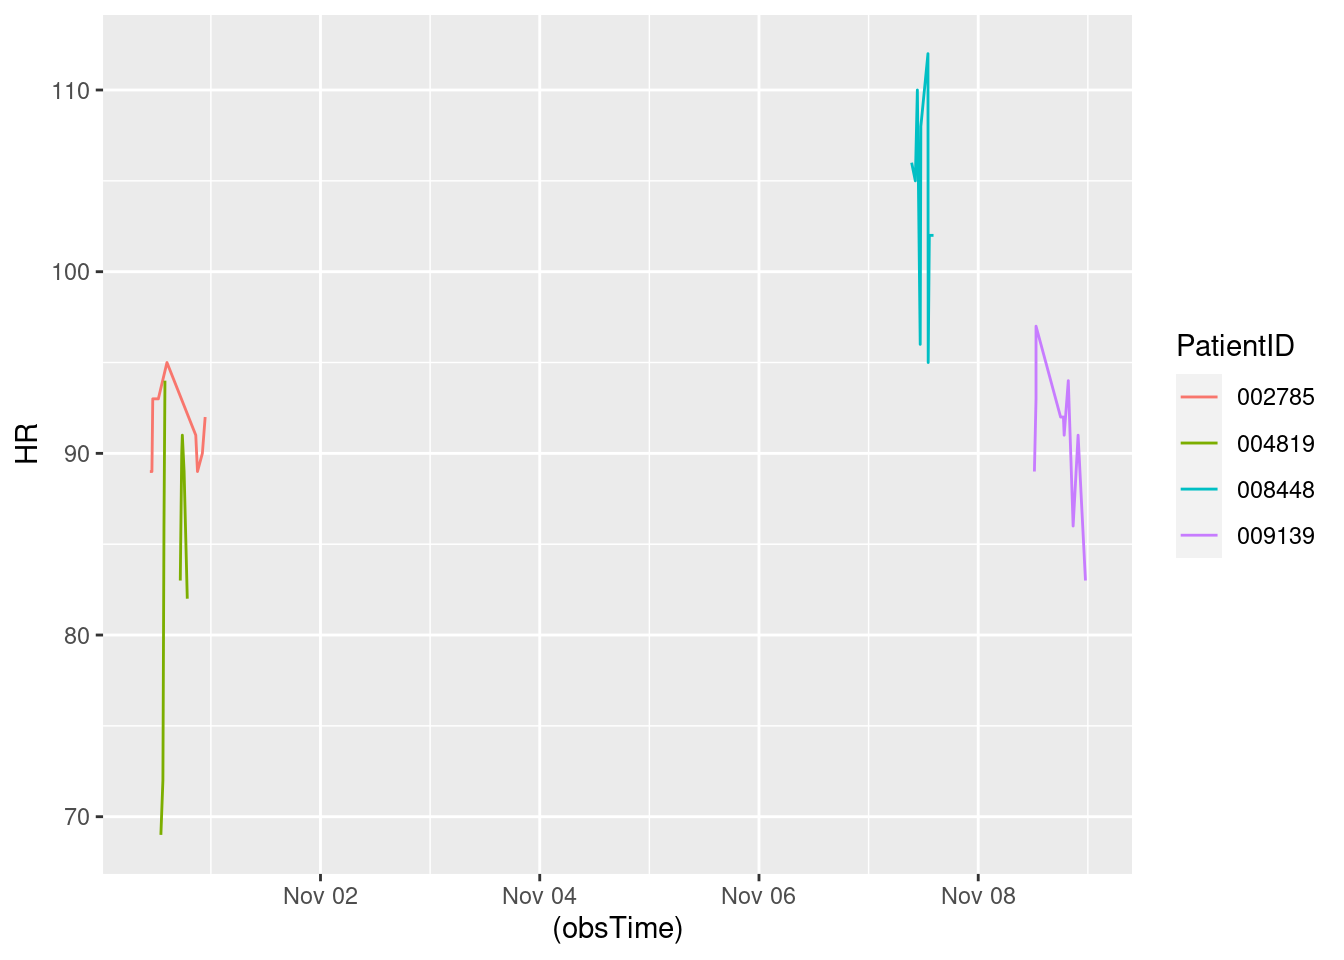 110
100
90
80
70
HR
Nov 02
Nov 04
Nov 06
Nov 08
(obsTime)
PatientID
002785
004819
008448
009139